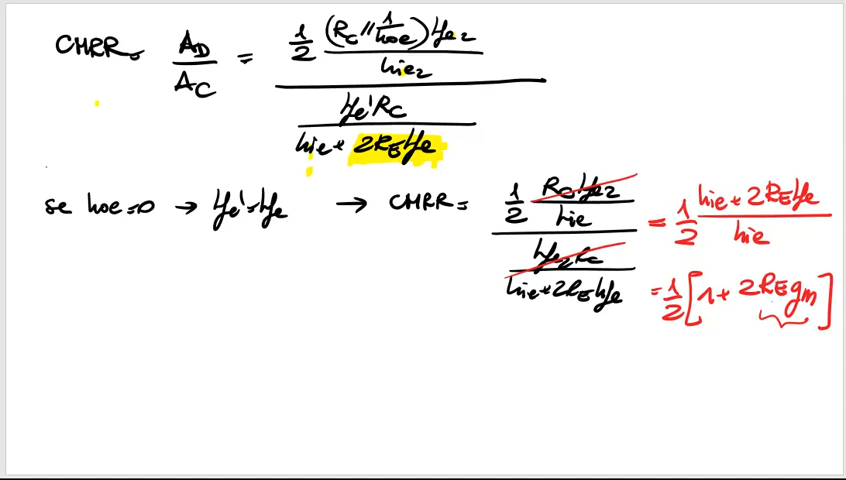 CMRR = A_D / A_C = [1/2 (R_C // 1/hoe) hfe2 / hie2] / [hfe' R_C / (hie + 2R_E hfe)]
se hoe=0 → hfe'=hfe → CMRR = [1/2 R_C hfe2 / hie] / [hfe2 R_C / (hie + 2R_E hfe)] = 1/2 (hie + 2R_E hfe) / hie
= 1/2 [1 + 2R_E gm]